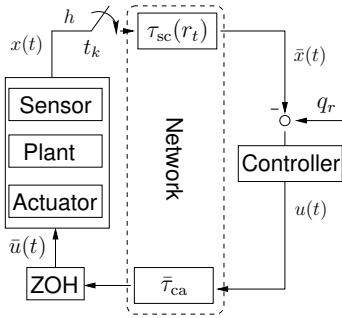 h
x(t)
t_k
τ_sc(r_t)
x̄(t)
Sensor
Plant
Actuator
Network
-
q_r
Controller
u(t)
ū(t)
ZOH
τ̄_ca